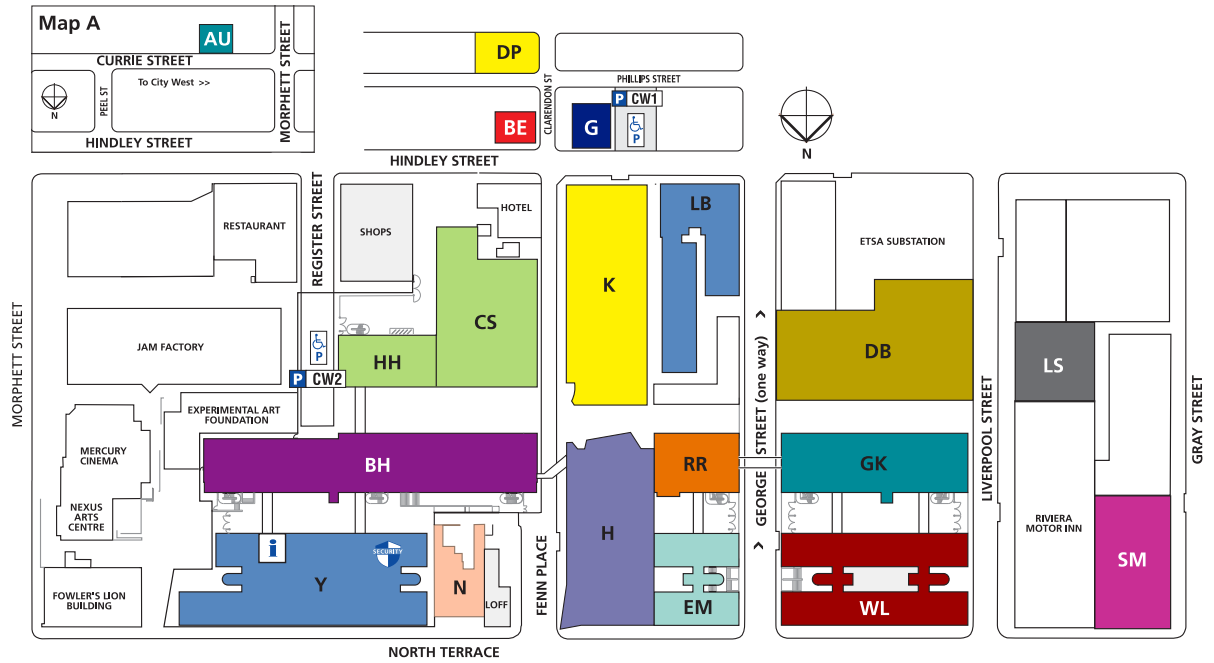 Map A
AU
CURRIE STREET
To City West >>
PEEL ST
N
MORPHETT STREET
HINDLEY STREET
DP
CLARENDON ST
PHILLIPS STREET
P CW1
BE
G
P
HINDLEY STREET
N
MORPHETT STREET
RESTAURANT
REGISTER STREET
SHOPS
HOTEL
CS
HH
JAM FACTORY
P
P CW2
EXPERIMENTAL ART
FOUNDATION
MERCURY
CINEMA
NEXUS
ARTS
CENTRE
FOWLER'S LION
BUILDING
BH
i
SECURITY
Y
N
LOFF
FENN PLACE
K
LB
H
RR
EM
GEORGE STREET (one way)
<
>
ETSA SUBSTATION
DB
GK
WL
LIVERPOOL STREET
LS
RIVIERA
MOTOR INN
SM
GRAY STREET
NORTH TERRACE